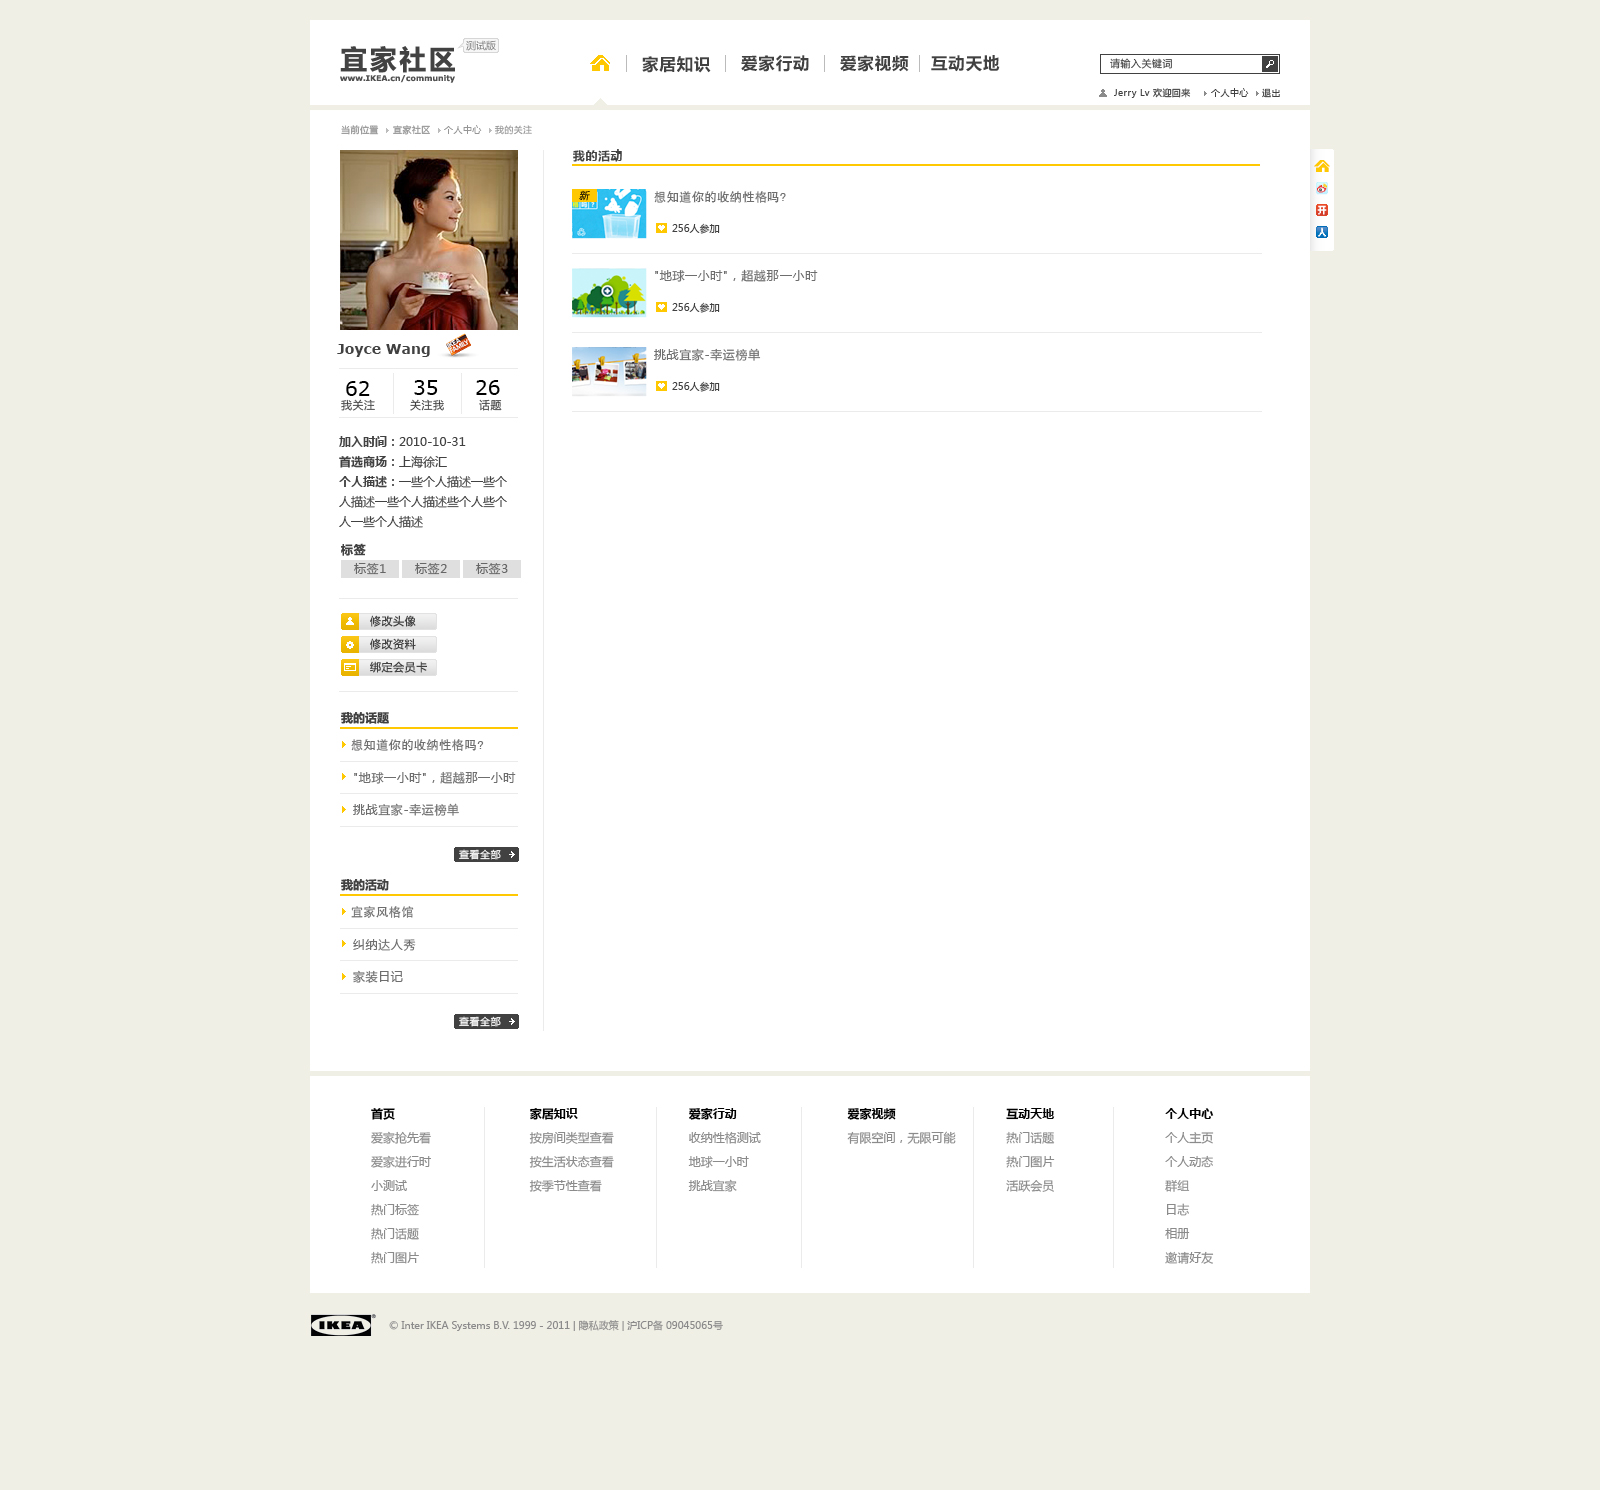 宜家社区
测试版
www.IKEA.cn/community
家居知识
爱家行动
爱家视频
互动天地
请输入关键词
Jerry Lv 欢迎回来
个人中心
退出
当前位置
宜家社区
个人中心
我的关注
Joyce Wang
FAMILY
62
我关注
35
关注我
26
话题
加入时间：2010-10-31
首选商场：上海徐汇
个人描述：一些个人描述一些个
人描述一些个人描述些个人些个
人一些个人描述
标签
标签1
标签2
标签3
修改头像
修改资料
绑定会员卡
我的话题
想知道你的收纳性格吗?
"地球一小时"，超越那一小时
挑战宜家-幸运榜单
查看全部
我的活动
宜家风格馆
纠纳达人秀
家装日记
查看全部
我的活动
新
想知道你的收纳性格吗?
256人参加
"地球一小时"，超越那一小时
256人参加
挑战宜家-幸运榜单
256人参加
开
人
首页
爱家抢先看
爱家进行时
小测试
热门标签
热门话题
热门图片
家居知识
按房间类型查看
按生活状态查看
按季节性查看
爱家行动
收纳性格测试
地球一小时
挑战宜家
爱家视频
有限空间，无限可能
互动天地
热门话题
热门图片
活跃会员
个人中心
个人主页
个人动态
群组
日志
相册
邀请好友
IKEA®
© Inter IKEA Systems B.V. 1999 - 2011 | 隐私政策 | 沪ICP备 09045065号